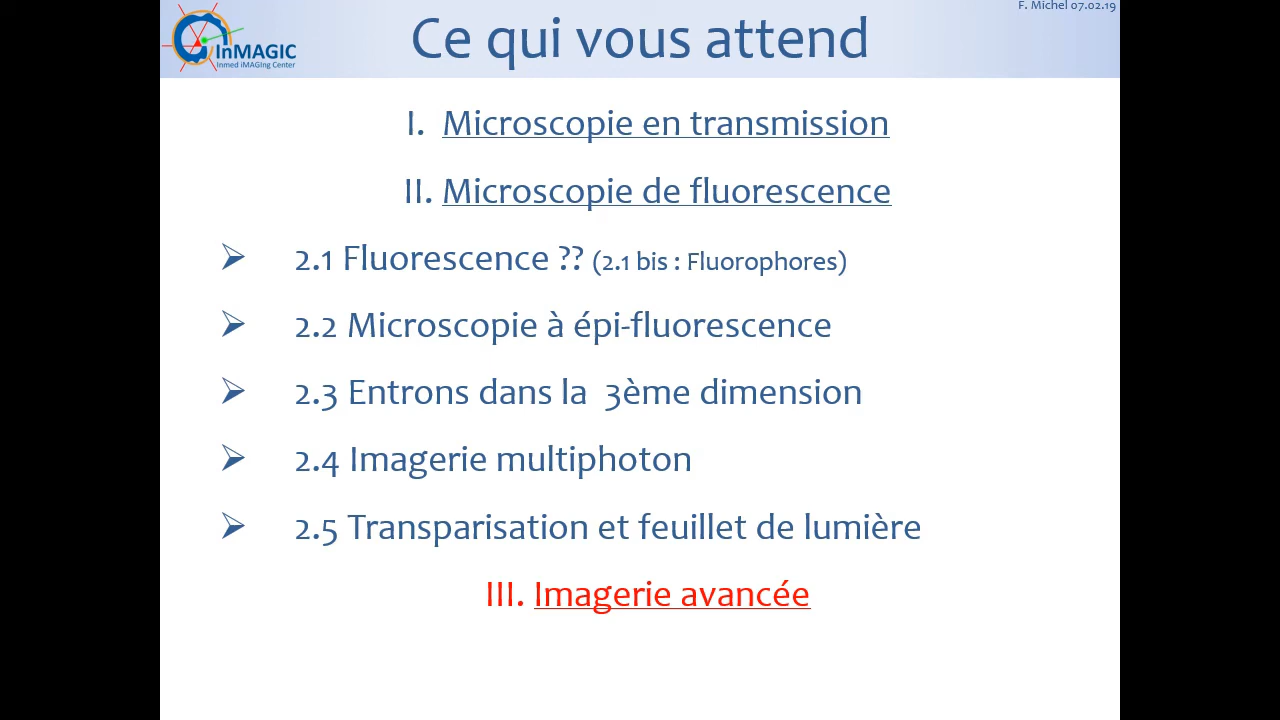 F. Michel 07.02.19
InMAGIC
Inmed iMAGIng Center
Ce qui vous attend
I. Microscopie en transmission
II. Microscopie de fluorescence
➢ 2.1 Fluorescence ?? (2.1 bis : Fluorophores)
➢ 2.2 Microscopie à épi-fluorescence
➢ 2.3 Entrons dans la 3ème dimension
➢ 2.4 Imagerie multiphoton
➢ 2.5 Transparisation et feuillet de lumière
III. Imagerie avancée